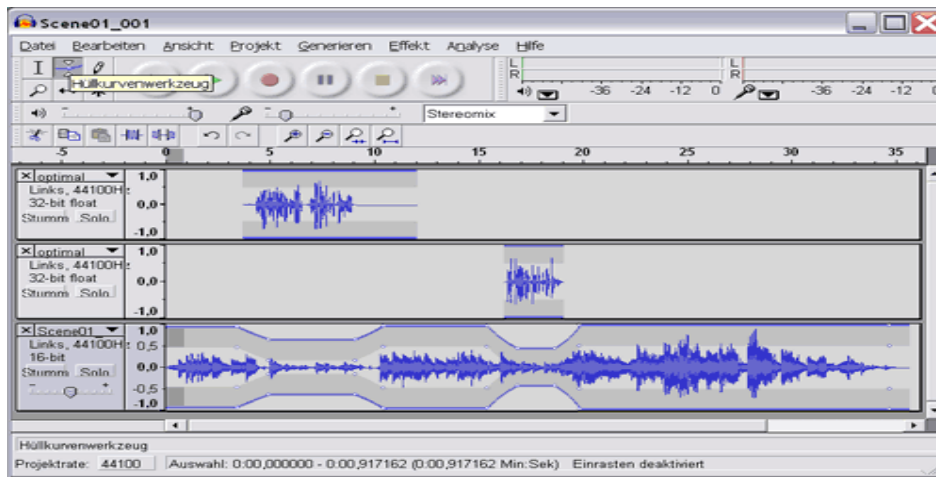 Scene01_001
Datei Bearbeiten Ansicht Projekt Generieren Effekt Analyse Hilfe
Hüllkurvenwerkzeug
L
R
-36 -24 -12 0
L
R
-36 -24 -12 0
Stereomix
-5 0 5 10 15 20 25 30 35
optimal
Links, 44100Hz
32-bit float
Stumm Solo
1,0
0,0
-1,0
optimal
Links, 44100Hz
32-bit float
Stumm Solo
1,0
0,0
-1,0
Scene01_
Links, 44100Hz
16-bit
Stumm Solo
- +
1,0
0,5
0,0
-0,5
-1,0
Hüllkurvenwerkzeug
Projektrate: 44100 Auswahl: 0:00,000000 - 0:00,917162 (0:00,917162 Min:Sek) Einrasten deaktiviert